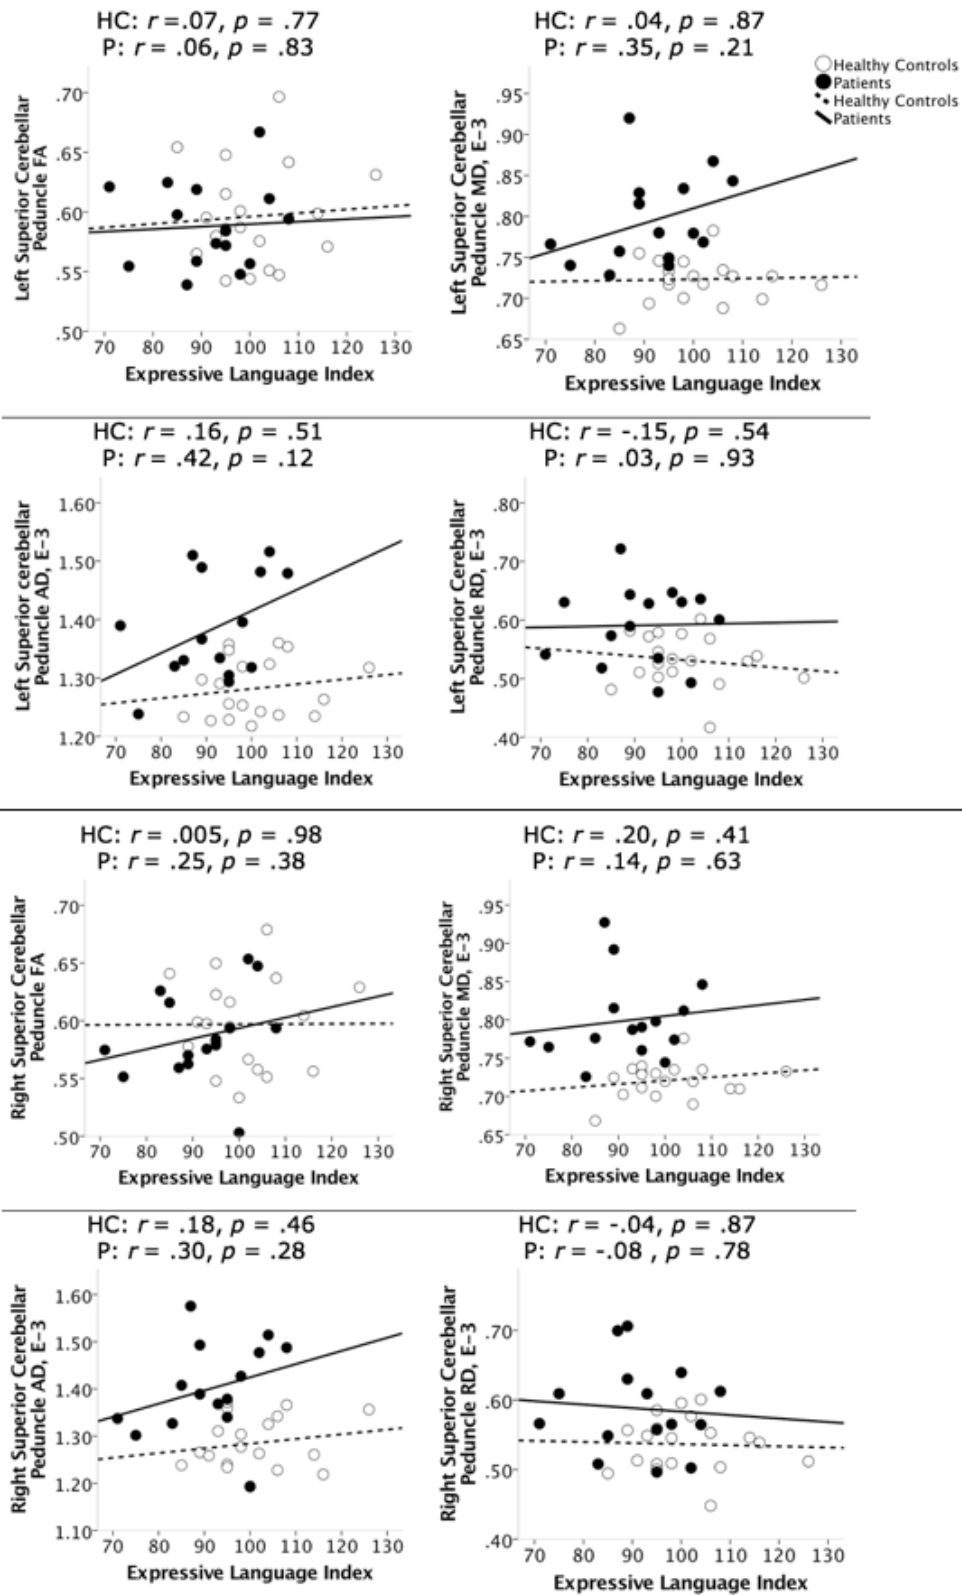 HC: r =.07, p = .77
P: r = .06, p = .83
Left Superior Cerebellar
Peduncle FA
.70
.65
.60
.55
.50
70 80 90 100 110 120 130
Expressive Language Index
HC: r = .04, p = .87
P: r = .35, p = .21
Healthy Controls
Patients
Healthy Controls
Patients
Left Superior Cerebellar
Peduncle MD, E-3
.95
.90
.85
.80
.75
.70
.65
70 80 90 100 110 120 130
Expressive Language Index
HC: r = .16, p = .51
P: r = .42, p = .12
Left Superior cerebellar
Peduncle AD, E-3
1.60
1.50
1.40
1.30
1.20
70 80 90 100 110 120 130
Expressive Language Index
HC: r = -.15, p = .54
P: r = .03, p = .93
Left Superior Cerebellar
Peduncle RD, E-3
.80
.70
.60
.50
.40
70 80 90 100 110 120 130
Expressive Language Index
HC: r = .005, p = .98
P: r = .25, p = .38
Right Superior Cerebellar
Peduncle FA
.70
.65
.60
.55
.50
70 80 90 100 110 120 130
Expressive Language Index
HC: r = .20, p = .41
P: r = .14, p = .63
Right Superior Cerebellar
Peduncle MD, E-3
.95
.90
.85
.80
.75
.70
.65
70 80 90 100 110 120 130
Expressive Language Index
HC: r = .18, p = .46
P: r = .30, p = .28
Right Superior Cerebellar
Peduncle AD, E-3
1.60
1.50
1.40
1.30
1.20
1.10
70 80 90 100 110 120 130
Expressive Language Index
HC: r = -.04, p = .87
P: r = -.08 , p = .78
Right Superior Cerebellar
Peduncle RD, E-3
.70
.60
.50
.40
70 80 90 100 110 120 130
Expressive Language Index